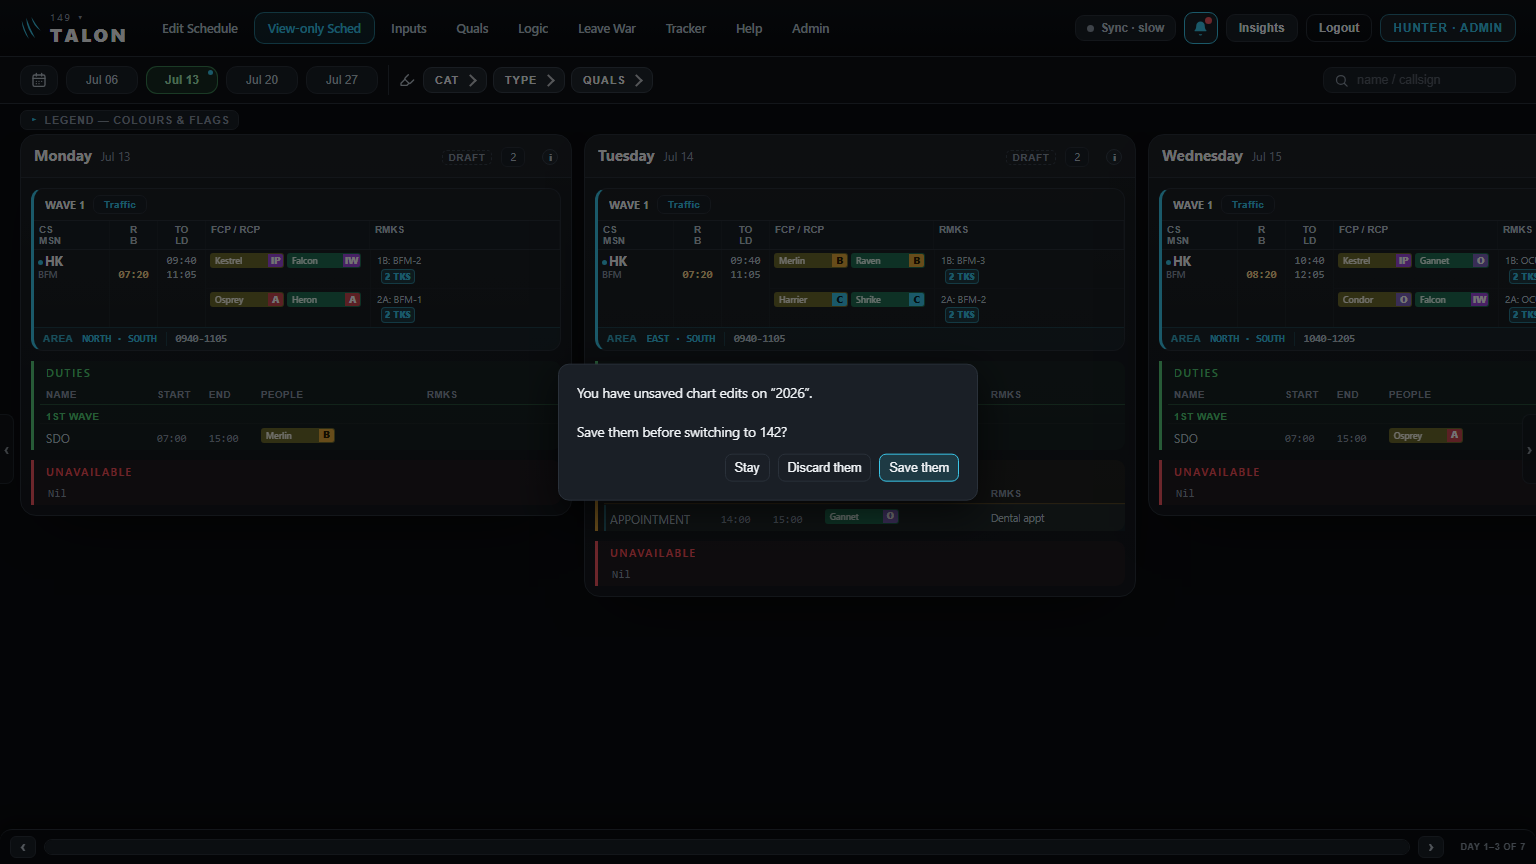 149
TALON
Edit Schedule
View-only Sched
Inputs
Quals
Logic
Leave War
Tracker
Help
Admin
Sync · slow
Insights
Logout
HUNTER · ADMIN
Jul 06
Jul 13
Jul 20
Jul 27
CAT
TYPE
QUALS
name / callsign
LEGEND — COLOURS & FLAGS
Monday Jul 13
DRAFT 2 i
WAVE 1 Traffic
CS R TO FCP / RCP RMKS
MSN B LD
HK 09:40 Kestrel IP Falcon IW 1B: BFM-2
BFM 07:20 11:05 2 TKS
Osprey A Heron A 2A: BFM-1
2 TKS
AREA NORTH · SOUTH 0940-1105
DUTIES
NAME START END PEOPLE RMKS
1ST WAVE
SDO 07:00 15:00 Merlin B
UNAVAILABLE
Nil
Tuesday Jul 14
DRAFT 2 i
WAVE 1 Traffic
CS R TO FCP / RCP RMKS
MSN B LD
HK 09:40 Merlin B Raven B 1B: BFM-3
BFM 07:20 11:05 2 TKS
Harrier C Shrike C 2A: BFM-2
2 TKS
AREA EAST · SOUTH 0940-1105
RMKS
You have unsaved chart edits on “2026”.
Save them before switching to 142?
Stay
Discard them
Save them
RMKS
APPOINTMENT 14:00 15:00 Gannet O Dental appt
UNAVAILABLE
Nil
Wednesday Jul 15
WAVE 1 Traffic
CS R TO FCP / RCP RMKS
MSN B LD
HK 10:40 Kestrel IP Gannet O 1B: OC
BFM 08:20 12:05 2 TK
Condor O Falcon IW 2A: OC
2 TK
AREA NORTH · SOUTH 1040-1205
DUTIES
NAME START END PEOPLE
1ST WAVE
SDO 07:00 15:00 Osprey A
UNAVAILABLE
Nil
DAY 1–3 OF 7